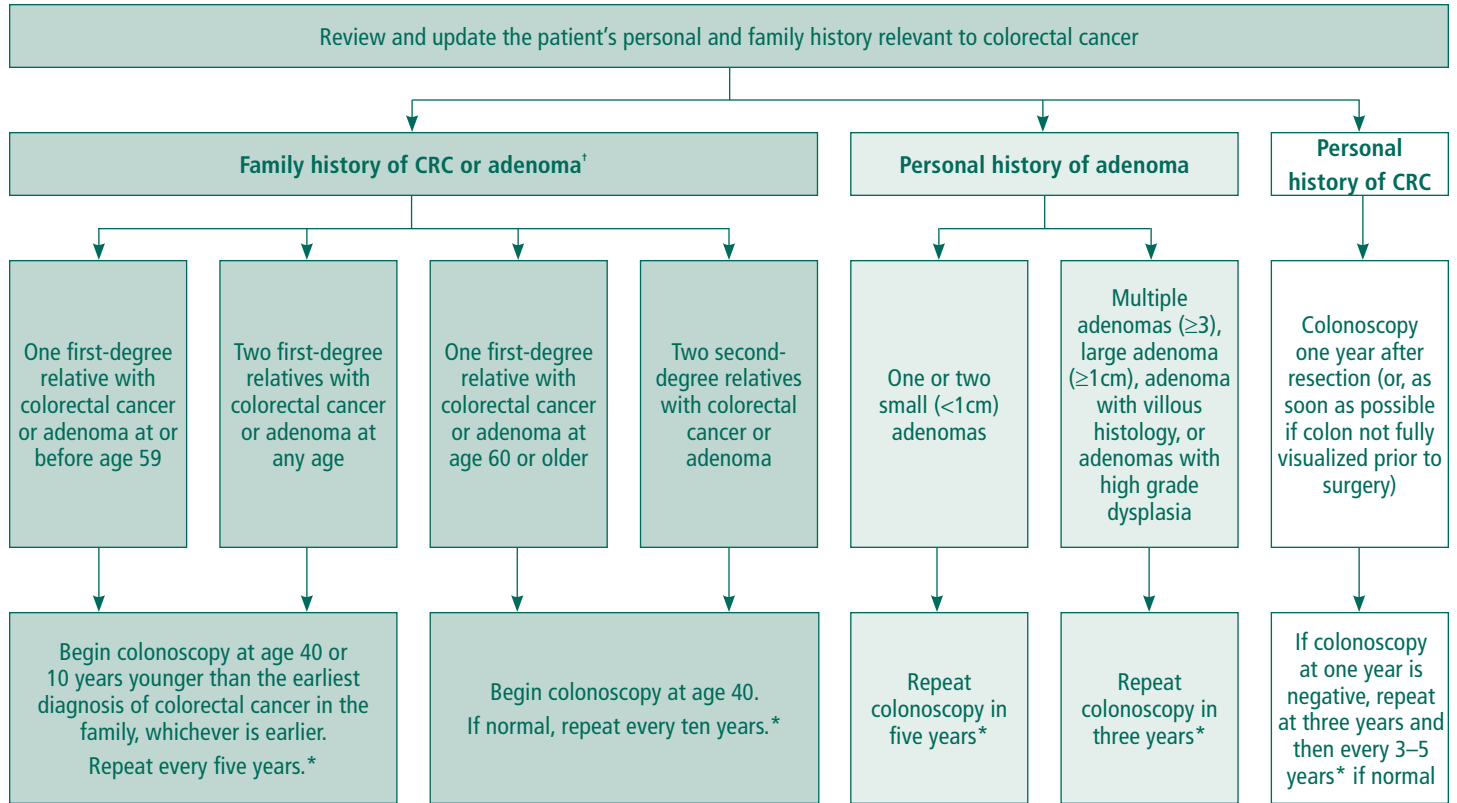 Review and update the patient’s personal and family history relevant to colorectal cancer
Family history of CRC or adenoma†
Personal history of adenoma
Personal
history of CRC
One first-degree
relative with
colorectal cancer
or adenoma at or
before age 59
Two first-degree
relatives with
colorectal cancer
or adenoma at
any age
One first-degree
relative with
colorectal cancer
or adenoma at
age 60 or older
Two second-
degree relatives
with colorectal
cancer or
adenoma
One or two
small (<1cm)
adenomas
Multiple
adenomas (≥3),
large adenoma
(≥1cm), adenoma
with villous
histology, or
adenomas with
high grade
dysplasia
Colonoscopy
one year after
resection (or, as
soon as possible
if colon not fully
visualized prior to
surgery)
Begin colonoscopy at age 40 or
10 years younger than the earliest
diagnosis of colorectal cancer in the
family, whichever is earlier.
Repeat every five years.*
Begin colonoscopy at age 40.
If normal, repeat every ten years.*
Repeat
colonoscopy in
five years*
Repeat
colonoscopy in
three years*
If colonoscopy
at one year is
negative, repeat
at three years and
then every 3–5
years* if normal